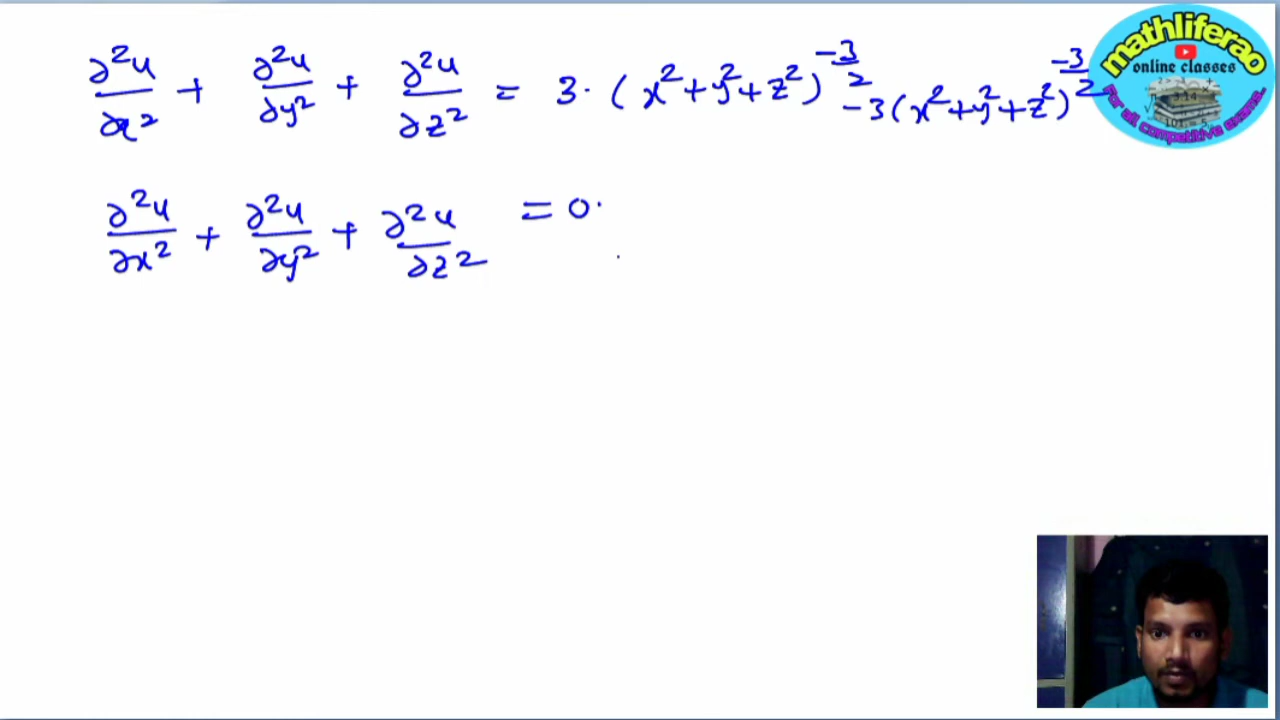 ∂²u/∂x² + ∂²u/∂y² + ∂²u/∂z² = 3·(x²+y²+z²)^(-3/2) -3(x²+y²+z²)^(-3/2)
∂²u/∂x² + ∂²u/∂y² + ∂²u/∂z² = 0.
mathliferao
online classes
For all competitive exams.